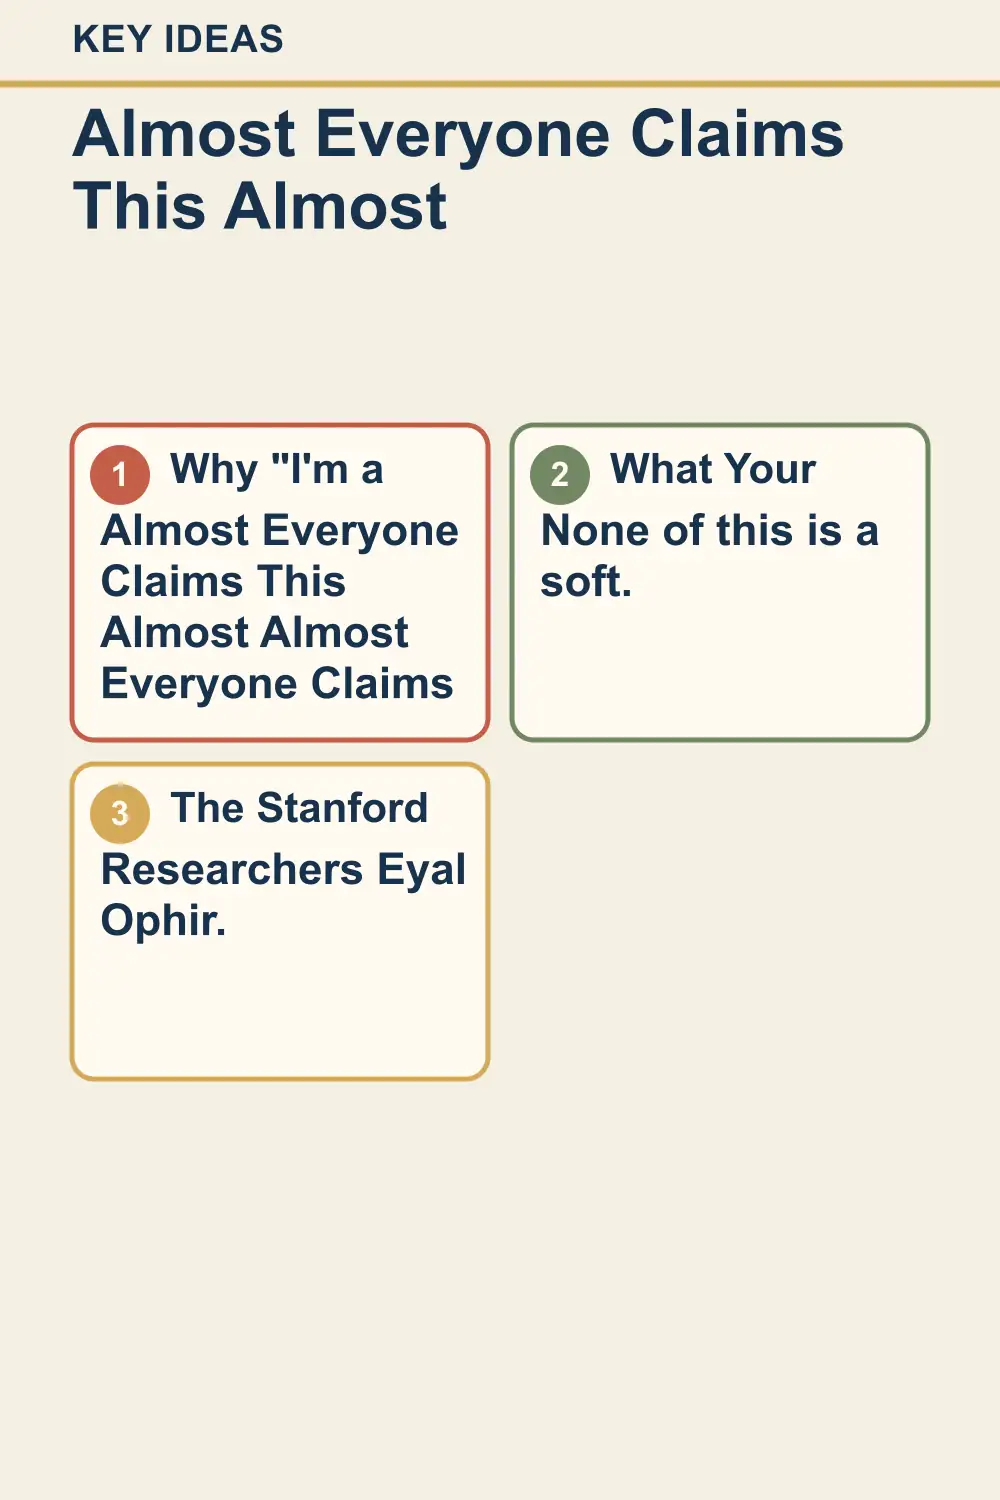 KEY IDEAS
Almost Everyone Claims
This Almost
1 Why "I'm a
Almost Everyone
Claims This
Almost Almost
Everyone Claims
2 What Your
None of this is a
soft.
3 The Stanford
Researchers Eyal
Ophir.